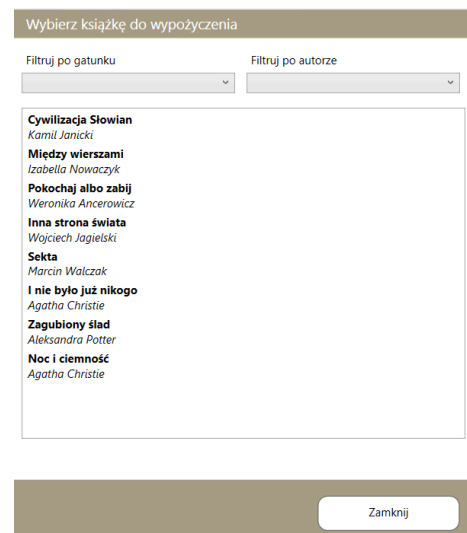 Wybierz książkę do wypożyczenia
Filtruj po gatunku
Filtruj po autorze
Cywilizacja Słowian
Kamil Janicki
Między wierszami
Izabella Nowaczyk
Pokochaj albo zabij
Weronika Ancerowicz
Inna strona świata
Wojciech Jagielski
Sekta
Marcin Walczak
I nie było już nikogo
Agatha Christie
Zagubiony ślad
Aleksandra Potter
Noc i ciemność
Agatha Christie
Zamknij